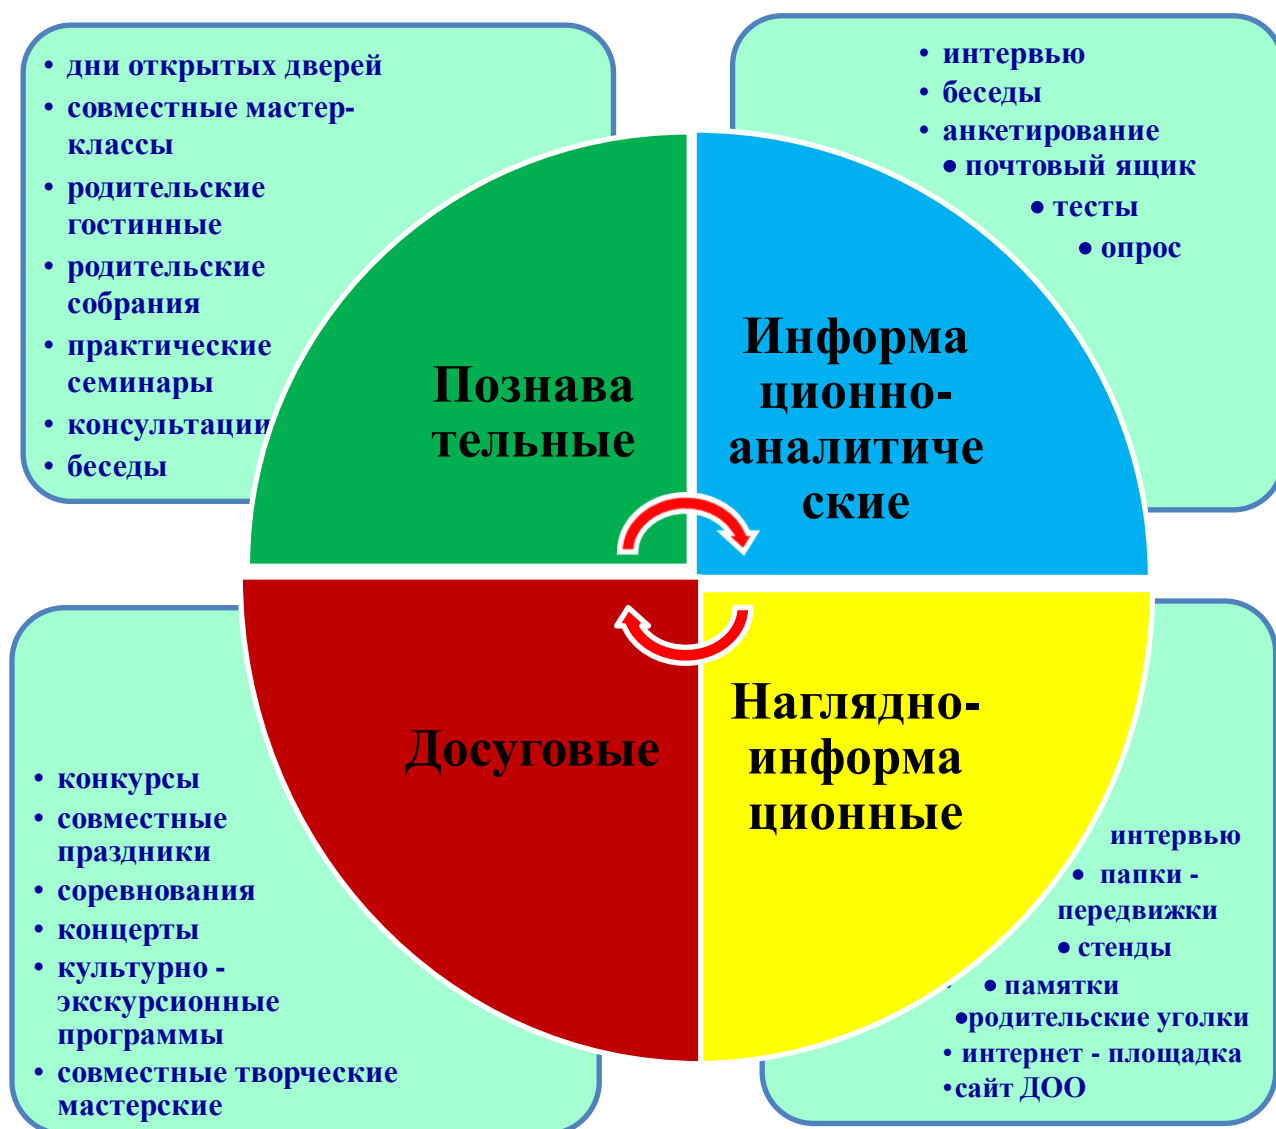 • дни открытых дверей
• совместные мастер-
классы
• родительские
гостинные
• родительские
собрания
• практические
семинары
• консультации
• беседы
• интервью
• беседы
• анкетирование
• почтовый ящик
• тесты
• опрос
Познава
тельные
Информа
ционно-
аналитиче
ские
Досуговые
Наглядно-
информа
ционные
• конкурсы
• совместные
праздники
• соревнования
• концерты
• культурно -
экскурсионные
программы
• совместные творческие
мастерские
интервью
• папки -
передвижки
• стенды
• памятки
•родительские уголки
• интернет - площадка
•сайт ДОО